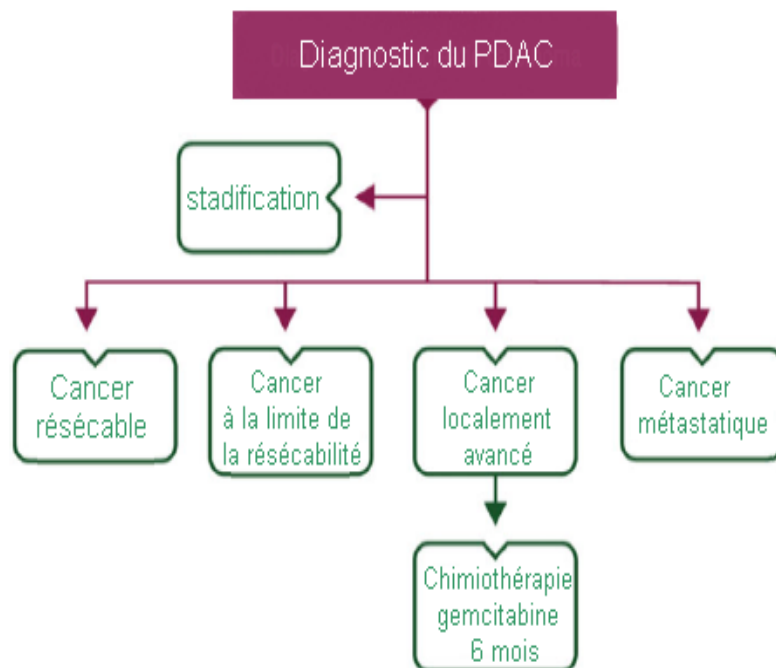 Diagnostic du PDAC
stadification
Cancer
résécable
Cancer
à la limite de
la résécabilité
Cancer
localement
avancé
Cancer
métastatique
Chimiothérapie
gemcitabine
6 mois